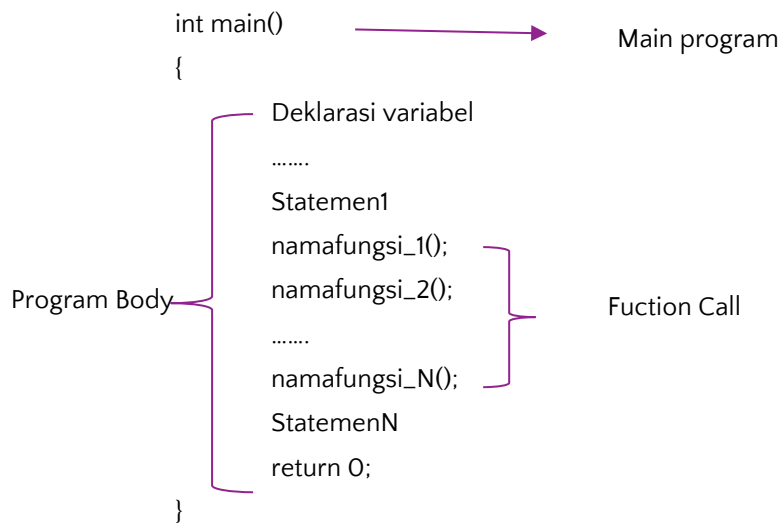 int main() Main program
{
Deklarasi variabel
.......
Statemen1
namafungsi_1();
Program Body namafungsi_2(); Fuction Call
.......
namafungsi_N();
StatemenN
return 0;
}